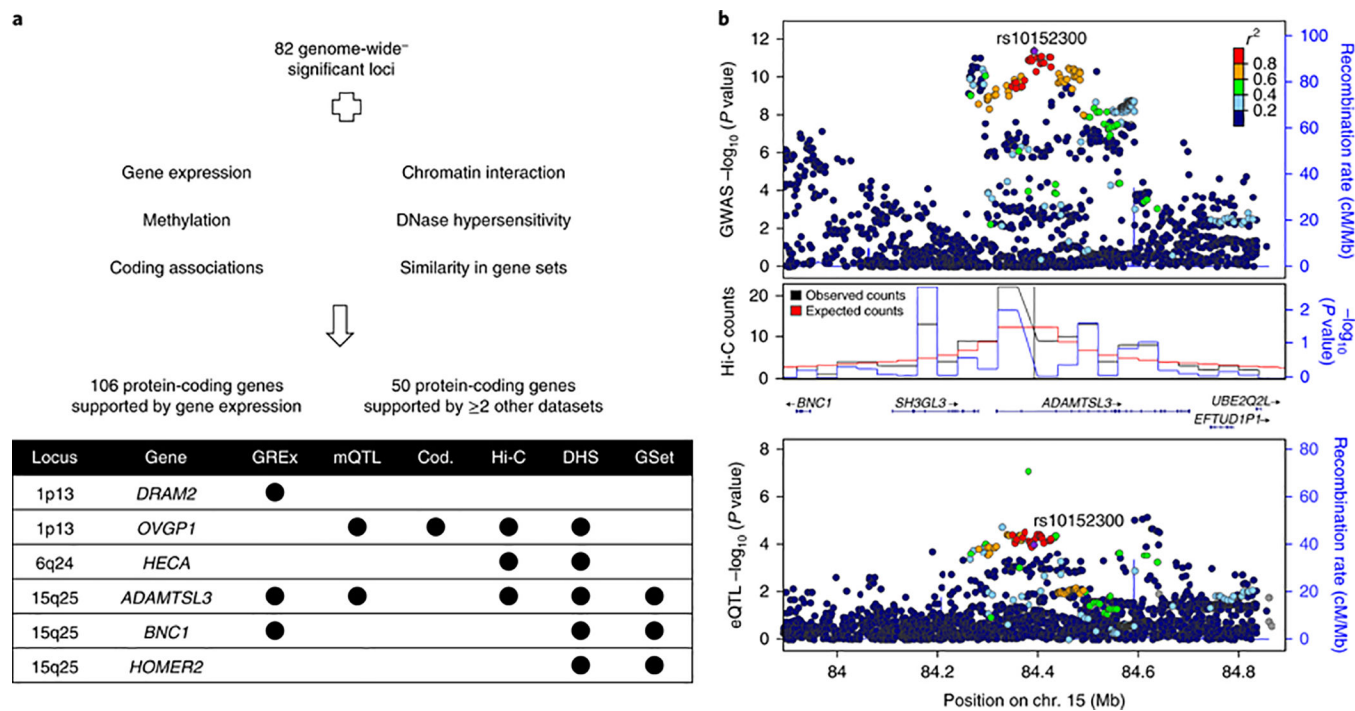 a
82 genome-wide–
significant loci
Gene expression
Chromatin interaction
Methylation
DNase hypersensitivity
Coding associations
Similarity in gene sets
106 protein-coding genes
supported by gene expression
50 protein-coding genes
supported by ≥2 other datasets
Locus Gene GREx mQTL Cod. Hi-C DHS GSet
1p13 DRAM2
1p13 OVGP1
6q24 HECA
15q25 ADAMTSL3
15q25 BNC1
15q25 HOMER2
b
GWAS –log10 (P value)
12
10
8
6
4
2
0
rs10152300
r2
0.8
0.6
0.4
0.2
100
80
60
40
20
0
Recombination rate (cM/Mb)
Hi-C counts
20
10
0
Observed counts
Expected counts
2
1
0
–log10
(P value)
←BNC1
SH3GL3→
ADAMTSL3→
UBE2Q2L→
EFTUD1P1→
eQTL –log10 (P value)
8
6
4
2
0
rs10152300
80
60
40
20
0
Recombination rate (cM/Mb)
84 84.2 84.4 84.6 84.8
Position on chr. 15 (Mb)